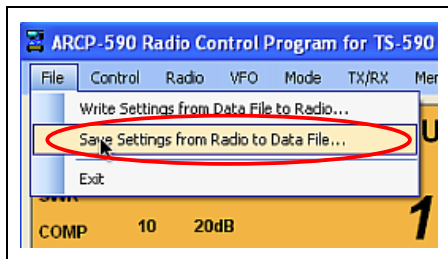 ARCP-590 Radio Control Program for TS-590
File Control Radio VFO Mode TX/RX
Write Settings from Data File to Radio...
Save Settings from Radio to Data File...
Exit
COMP 10 20dB
1